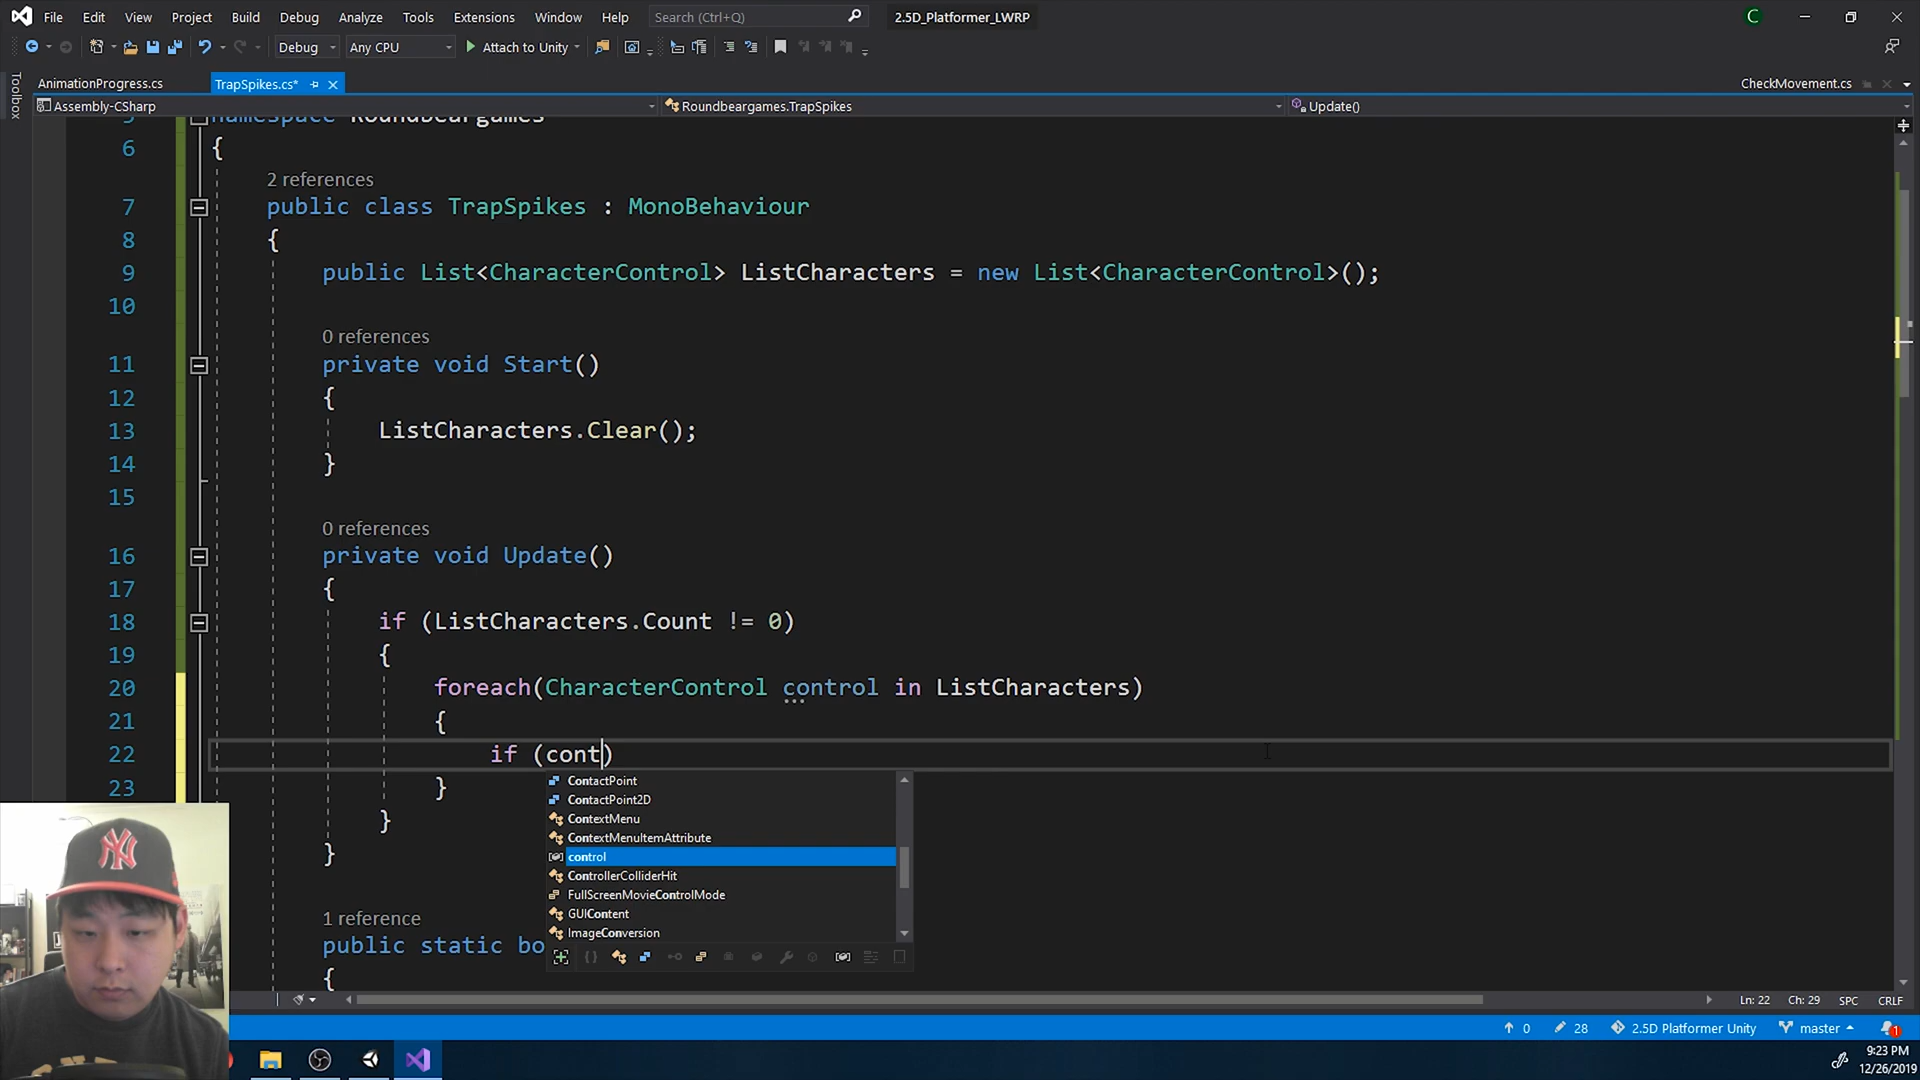 File Edit View Project Build Debug Analyze Tools Extensions Window Help Search (Ctrl+Q) 2.5D_Platformer_LWRP C
Debug Any CPU Attach to Unity
Toolbox
AnimationProgress.cs TrapSpikes.cs* CheckMovement.cs
Assembly-CSharp Roundbeargames.TrapSpikes Update()
5 namespace Roundbeargames
6 {
2 references
7 public class TrapSpikes : MonoBehaviour
8 {
9 public List<CharacterControl> ListCharacters = new List<CharacterControl>();
10
0 references
11 private void Start()
12 {
13 ListCharacters.Clear();
14 }
15
0 references
16 private void Update()
17 {
18 if (ListCharacters.Count != 0)
19 {
20 foreach(CharacterControl control in ListCharacters)
21 {
22 if (cont)
23 }
}
}
ContactPoint
ContactPoint2D
ContextMenu
ContextMenuItemAttribute
control
ControllerColliderHit
FullScreenMovieControlMode
GUIContent
ImageConversion
1 reference
public static bo
{
Ln: 22 Ch: 29 SPC CRLF
0 28 2.5D Platformer Unity master 1
9:23 PM
12/26/2019